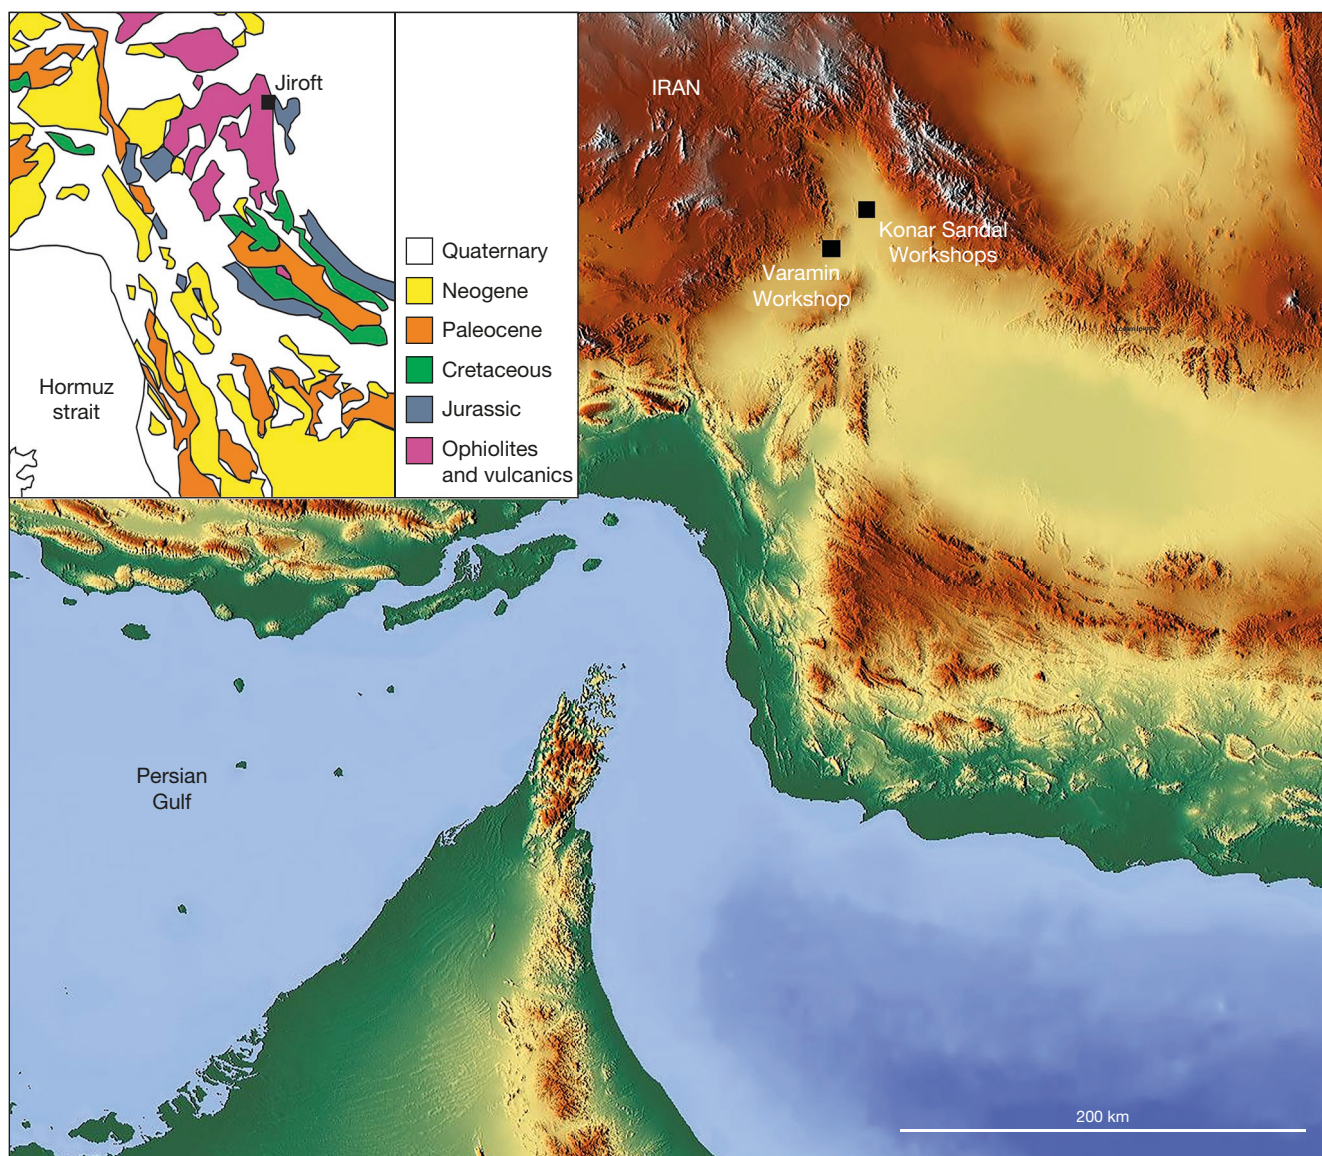 Jiroft
Quaternary
Neogene
Paleocene
Cretaceous
Jurassic
Ophiolites
and vulcanics
Hormuz
strait
IRAN
Konar Sandal
Workshops
Varamin
Workshop
Persian
Gulf
200 km